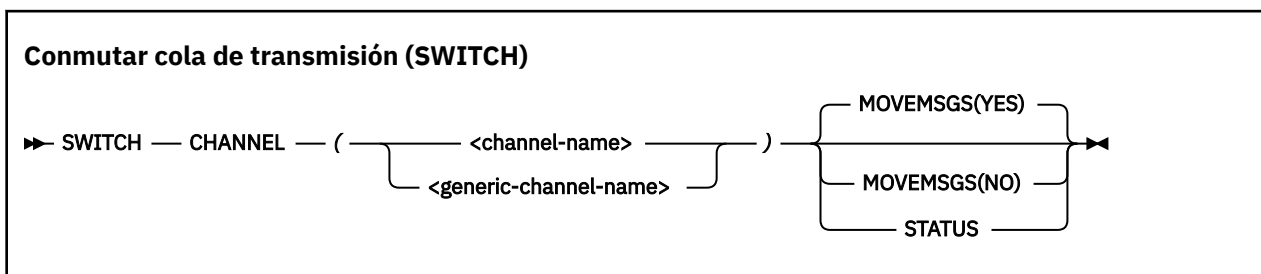 Conmutar cola de transmisión (SWITCH)
MOVEMSGS(YES)
SWITCH — CHANNEL — ( <channel-name> )
<generic-channel-name> MOVEMSGS(NO)
STATUS